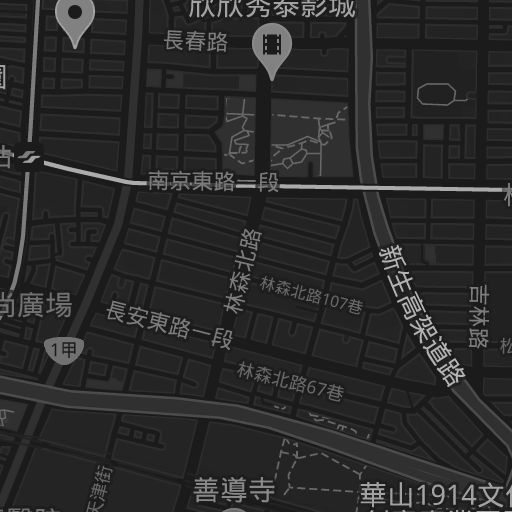 欣欣秀泰影城
長春路
南京東路一段
林森北路
林森北路107巷
新生高架道路
尚廣場
長安東路一段
吉林路
1甲
林森北路67巷
天津街
善導寺
華山1914文